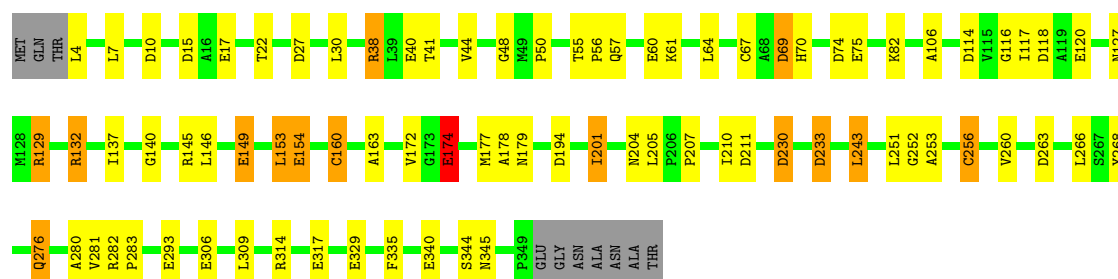 MET GLN THR L4 L7 D10 D15 A16 E17 T22 D27 L30 R38 L39 E40 T41 V44 G48 M49 P50 T55 P56 Q57 E60 K61 L64 C67 A68 D69 H70 D74 E75 K82 A106 D114 V115 G116 I117 D118 A119 E120 N127
M128 R129 R132 I137 G140 R145 L146 E149 L153 E154 C160 A163 V172 G173 E174 M177 A178 N179 D194 I201 N204 L205 P206 P207 I210 D211 D230 D233 L243 L251 G252 A253 C256 V260 D263 L266 S267
Q276 A280 V281 R282 P283 E293 E306 L309 R314 E317 E329 F335 E340 S344 N345 P349 GLU GLY ASN ALA ASN ALA THR